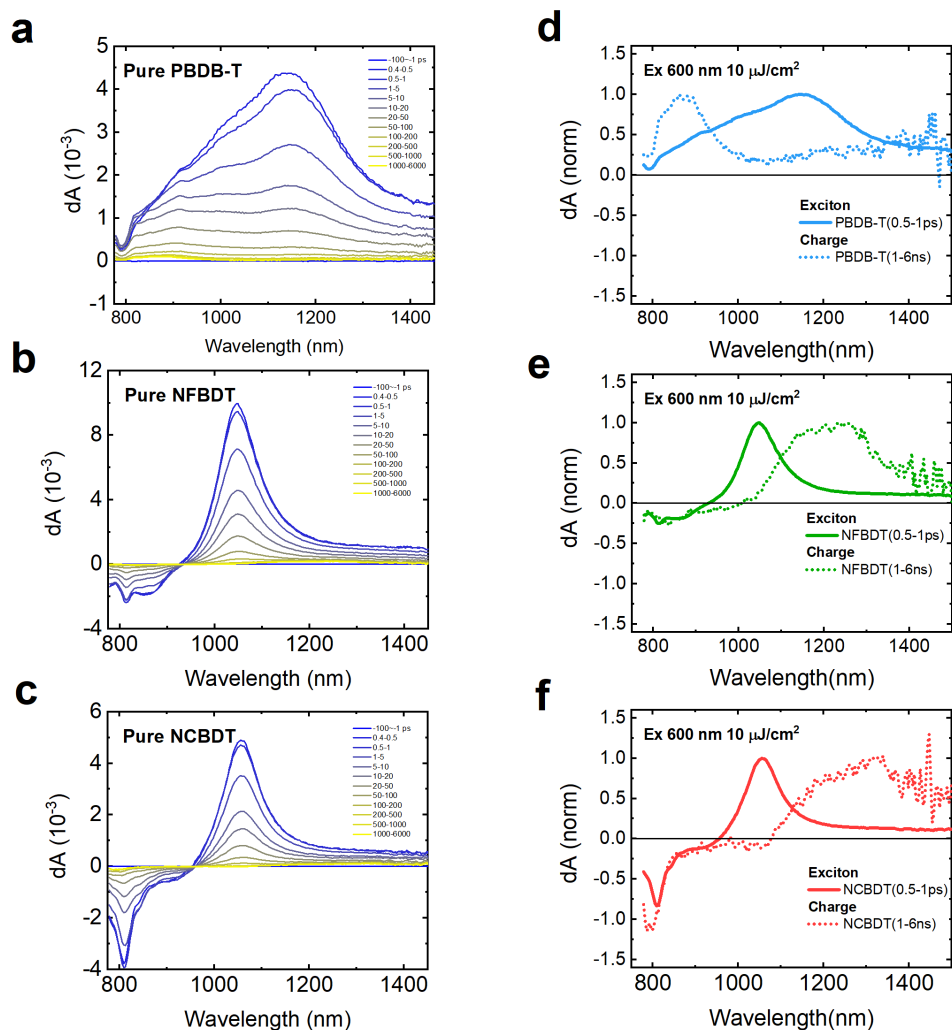 a
Pure PBDB-T
-100~-1 ps
0.4-0.5
0.5-1
1-5
5-10
10-20
20-50
50-100
100-200
200-500
500-1000
1000-6000
5
4
3
2
1
0
-1
dA (10⁻³)
800 1000 1200 1400
Wavelength (nm)
d
Ex 600 nm 10 μJ/cm²
1.5
1.0
0.5
0.0
0.5
1.0
-1.5
dA (norm)
Exciton
PBDB-T(0.5-1ps)
Charge
PBDB-T(1-6ns)
800 1000 1200 1400
Wavelength(nm)
b
Pure NFBDT
-100~-1 ps
0.4-0.5
0.5-1
1-5
5-10
10-20
20-50
50-100
100-200
200-500
500-1000
1000-6000
12
8
4
0
-4
dA (10⁻³)
800 1000 1200 1400
Wavelength (nm)
e
Ex 600 nm 10 μJ/cm²
1.5
1.0
0.5
0.0
-0.5
1.0
-1.5
dA (norm)
Exciton
NFBDT(0.5-1ps)
Charge
NFBDT(1-6ns)
800 1000 1200 1400
Wavelength(nm)
c
Pure NCBDT
-100~-1 ps
0.4-0.5
0.5-1
1-5
5-10
10-20
20-50
50-100
100-200
200-500
500-1000
1000-6000
6
4
2
0
-2
-4
dA (10⁻³)
800 1000 1200 1400
Wavelength (nm)
f
Ex 600 nm 10 μJ/cm²
1.5
1.0
0.5
0.0
-0.5
-1.0
-1.5
dA (norm)
Exciton
NCBDT(0.5-1ps)
Charge
NCBDT(1-6ns)
800 1000 1200 1400
Wavelength(nm)